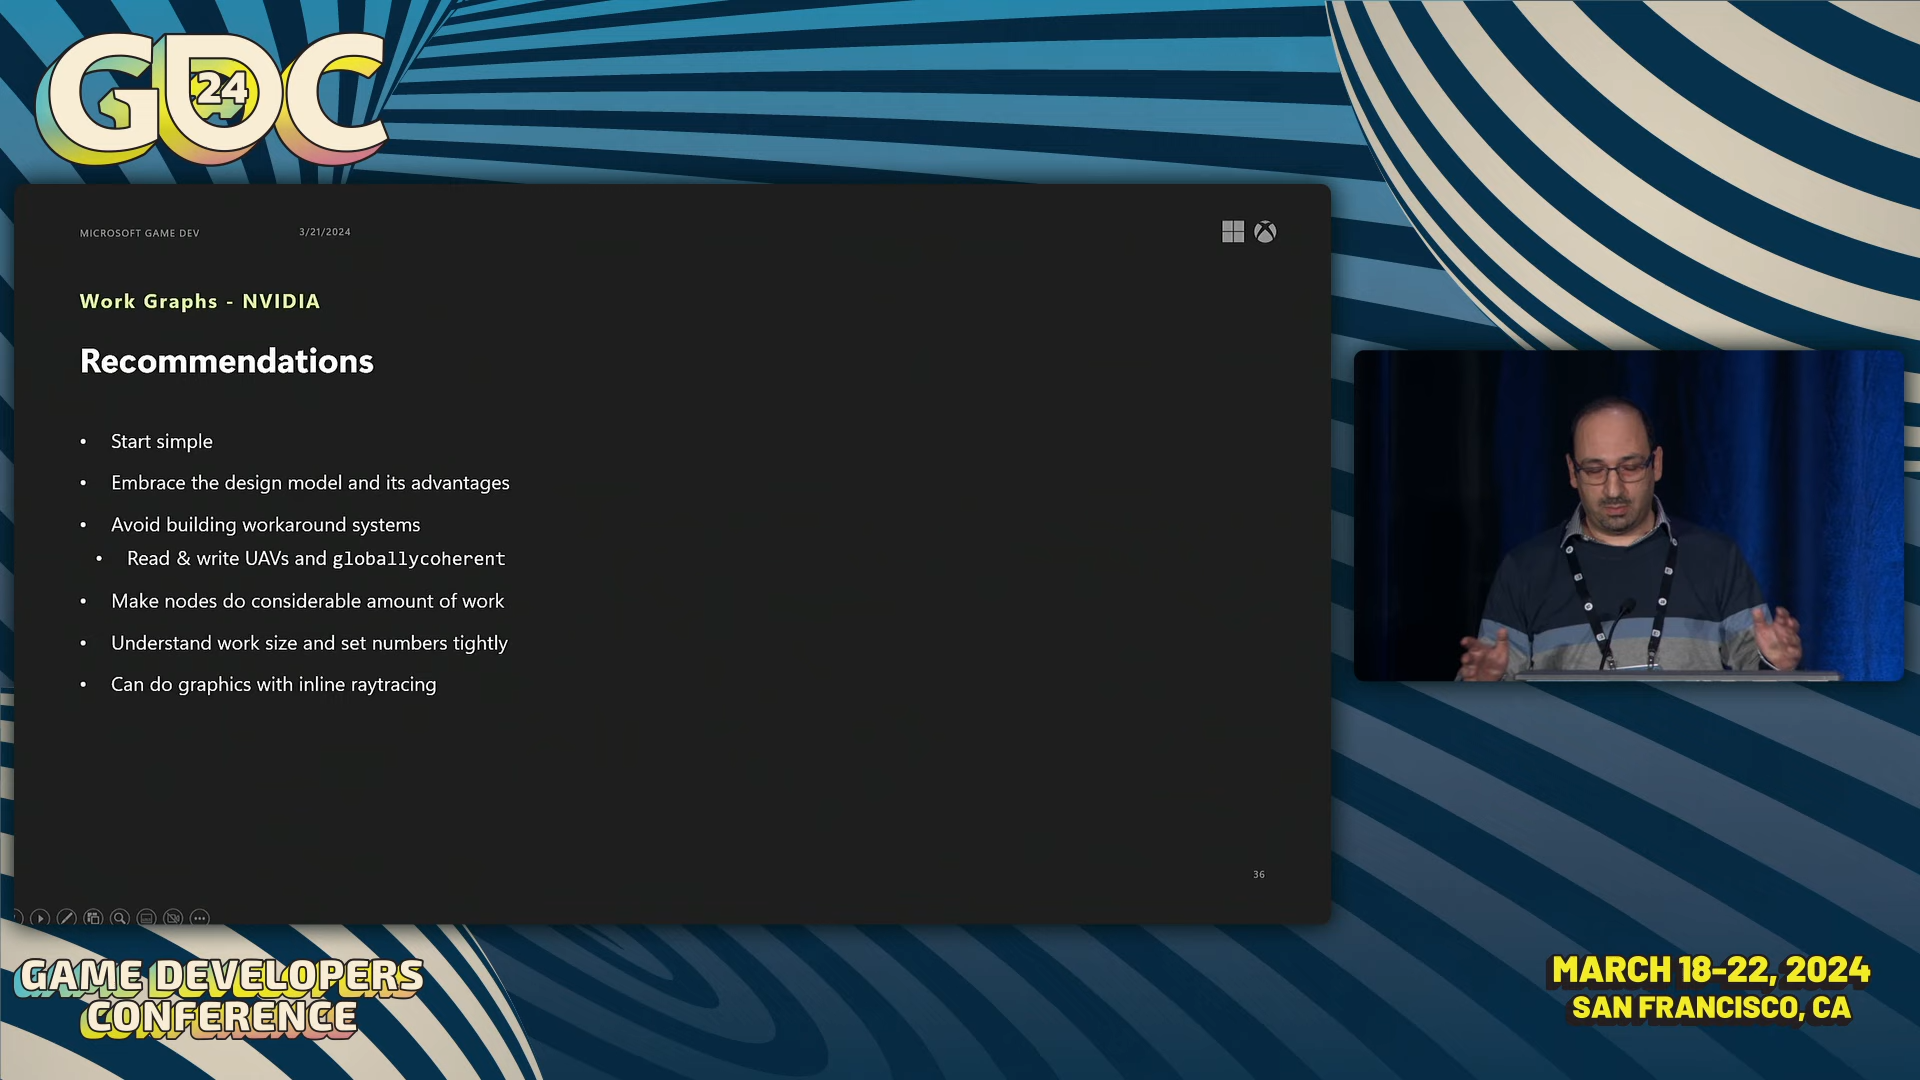 GDC
24
MICROSOFT GAME DEV 3/21/2024
Work Graphs - NVIDIA
Recommendations
• Start simple
• Embrace the design model and its advantages
• Avoid building workaround systems
• Read & write UAVs and globallycoherent
• Make nodes do considerable amount of work
• Understand work size and set numbers tightly
• Can do graphics with inline raytracing
36
GAME DEVELOPERS
CONFERENCE
MARCH 18-22, 2024
SAN FRANCISCO, CA